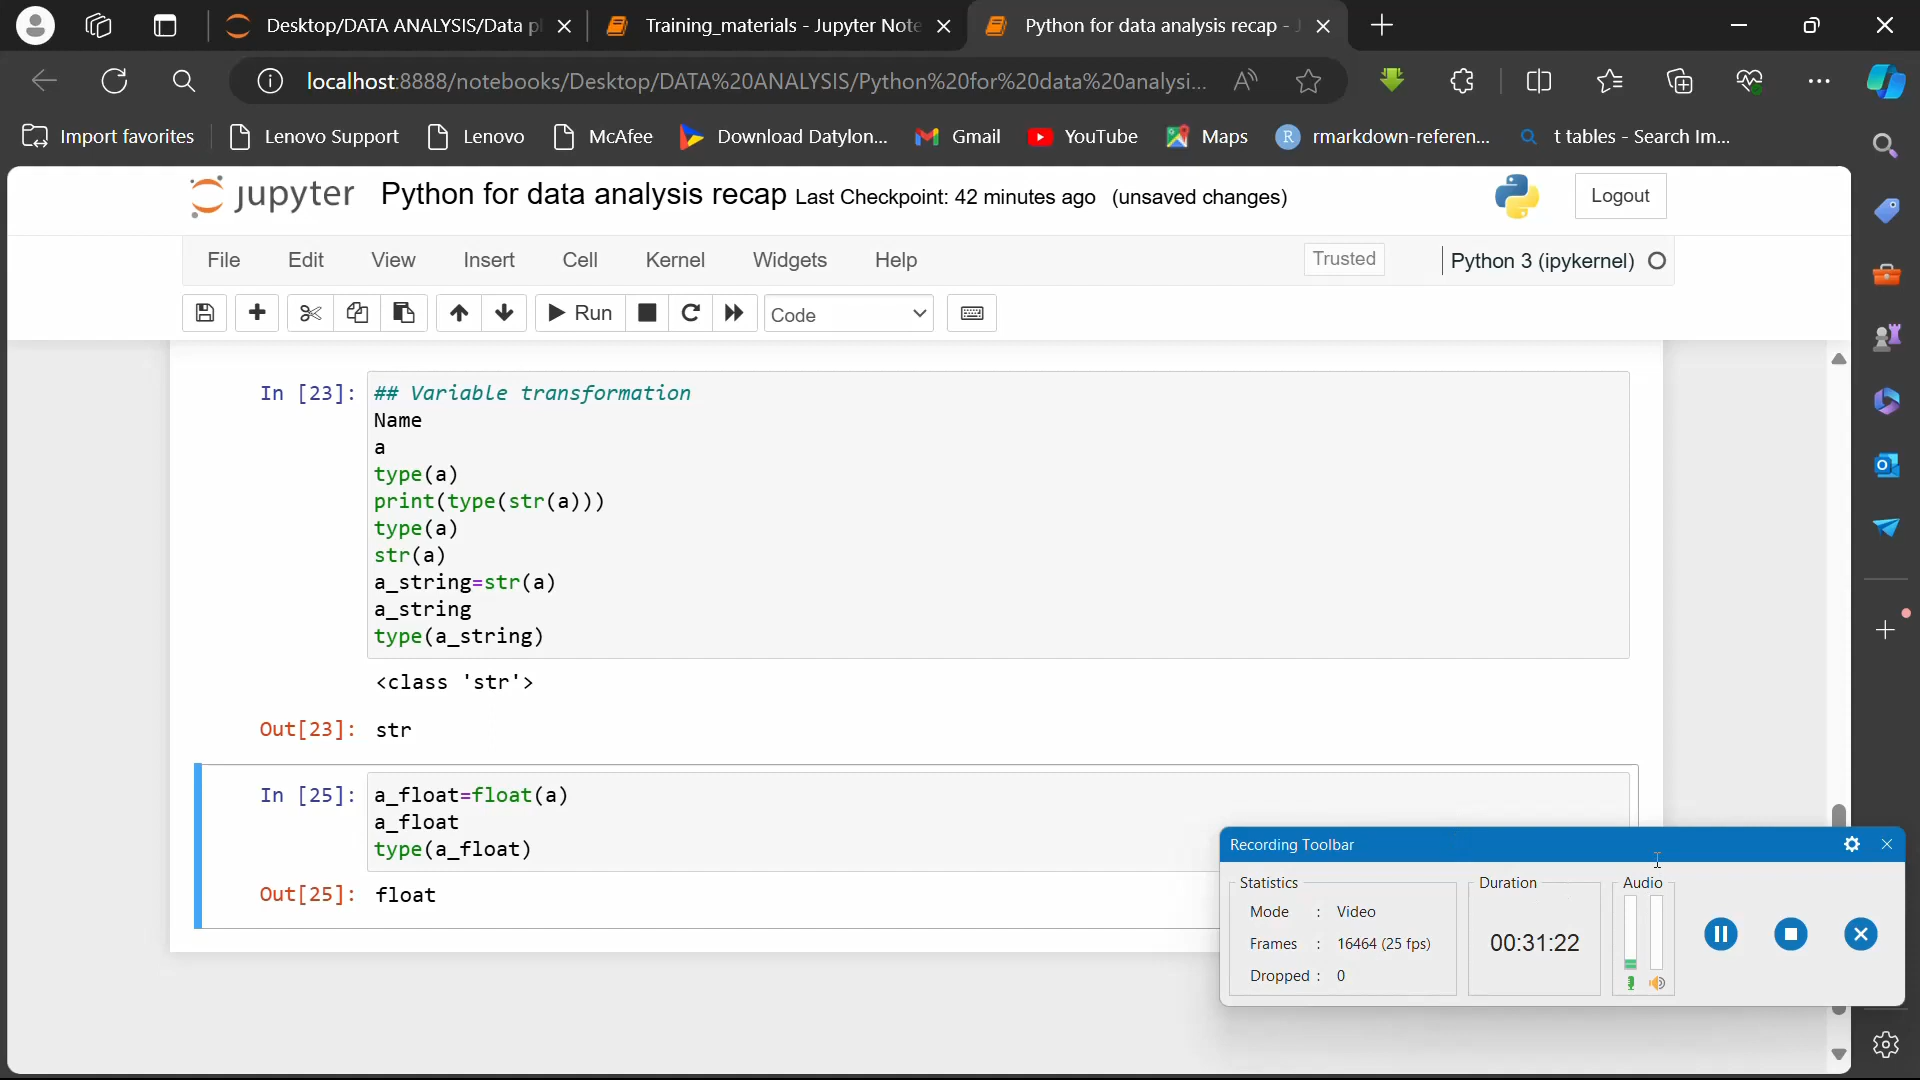 Desktop/DATA ANALYSIS/Data p
Training_materials - Jupyter Note
Python for data analysis recap -
localhost:8888/notebooks/Desktop/DATA%20ANALYSIS/Python%20for%20data%20analysi...
Import favorites
Lenovo Support
Lenovo
McAfee
Download Datylon...
Gmail
YouTube
Maps
rmarkdown-referen...
t tables - Search Im...
jupyter
Python for data analysis recap Last Checkpoint: 42 minutes ago (unsaved changes)
Logout
File
Edit
View
Insert
Cell
Kernel
Widgets
Help
Trusted
Python 3 (ipykernel)
Run
Code
In [23]:
## Variable transformation
Name
a
type(a)
print(type(str(a)))
type(a)
str(a)
a_string=str(a)
a_string
type(a_string)
<class 'str'>
Out[23]: str
In [25]:
a_float=float(a)
a_float
type(a_float)
Out[25]: float
Recording Toolbar
Statistics
Mode : Video
Frames : 16464 (25 fps)
Dropped : 0
Duration
00:31:22
Audio